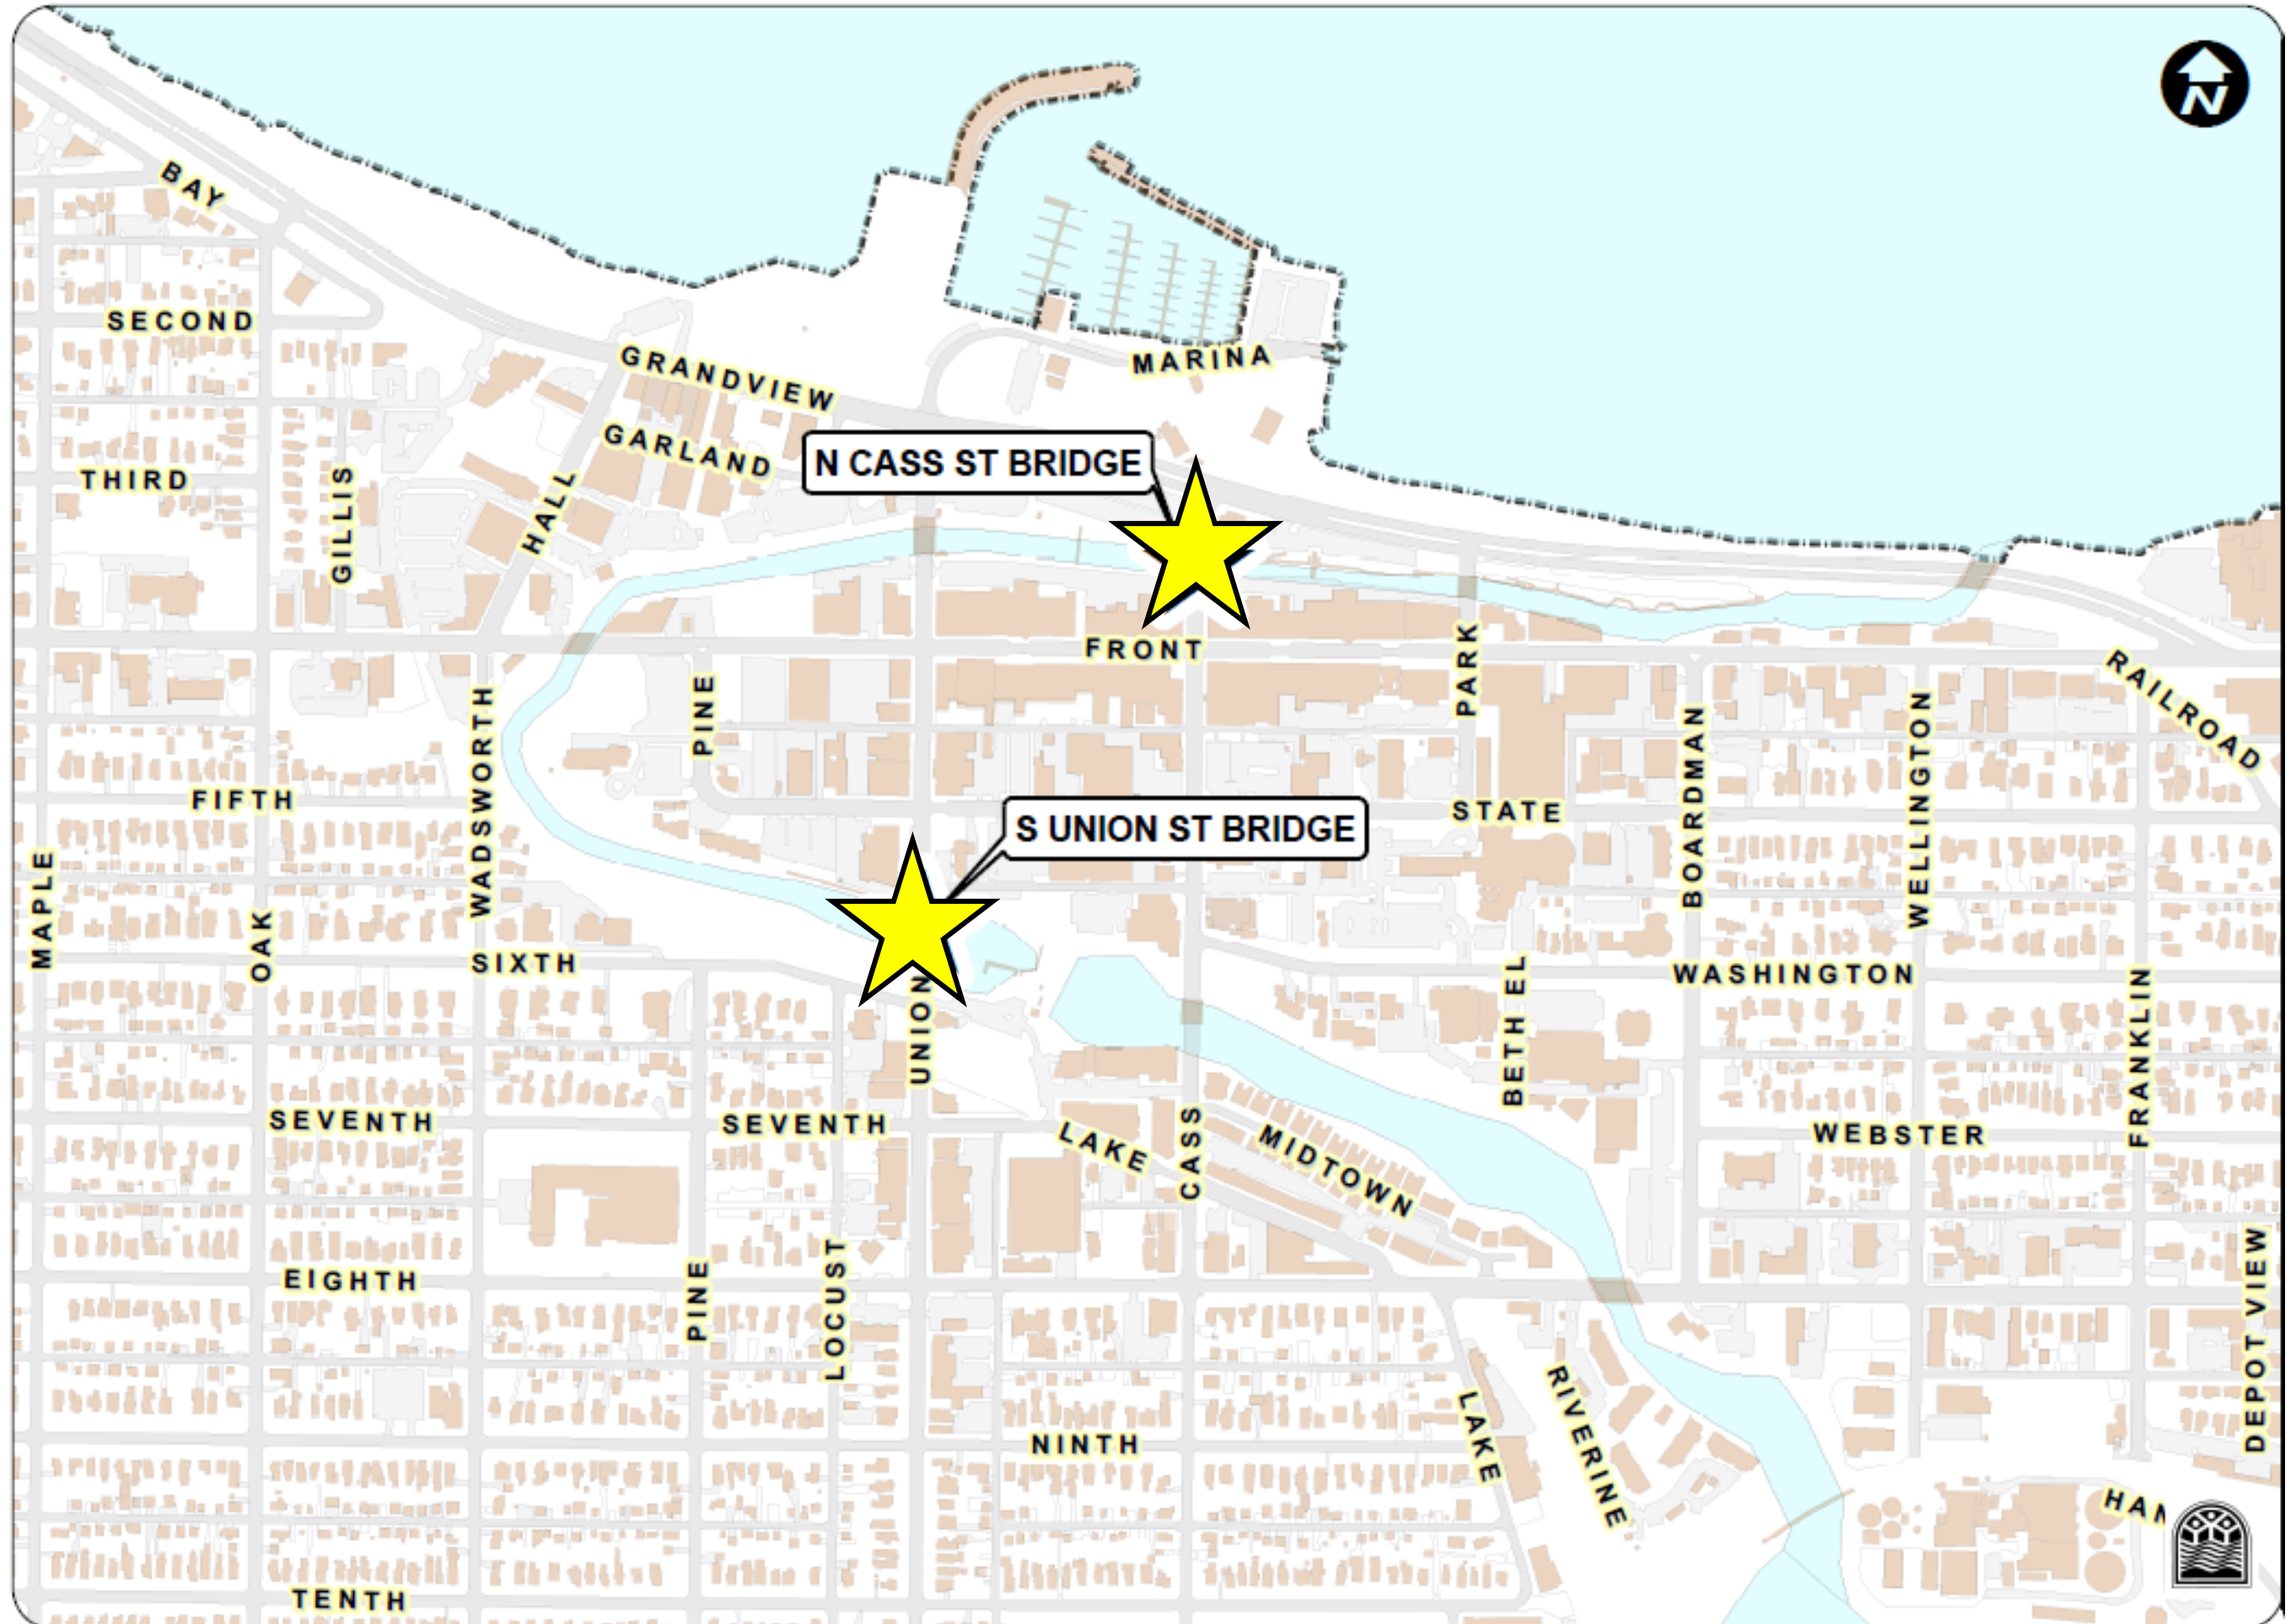 N
BAY
SECOND
GRANDVIEW
MARINA
GARLAND
N CASS ST BRIDGE
THIRD
GILLIS
HALL
FRONT
PARK
PINE
RAILROAD
WADSWORTH
BOARDMAN
WELLINGTON
FIFTH
STATE
S UNION ST BRIDGE
MAPLE
OAK
SIXTH
WASHINGTON
UNION
BETH EL
FRANKLIN
SEVENTH
SEVENTH
LAKE
CASS
MIDTOWN
WEBSTER
EIGHTH
PINE
LOCUST
DEPOT VIEW
LAKE
RIVERINE
NINTH
HAN
TENTH